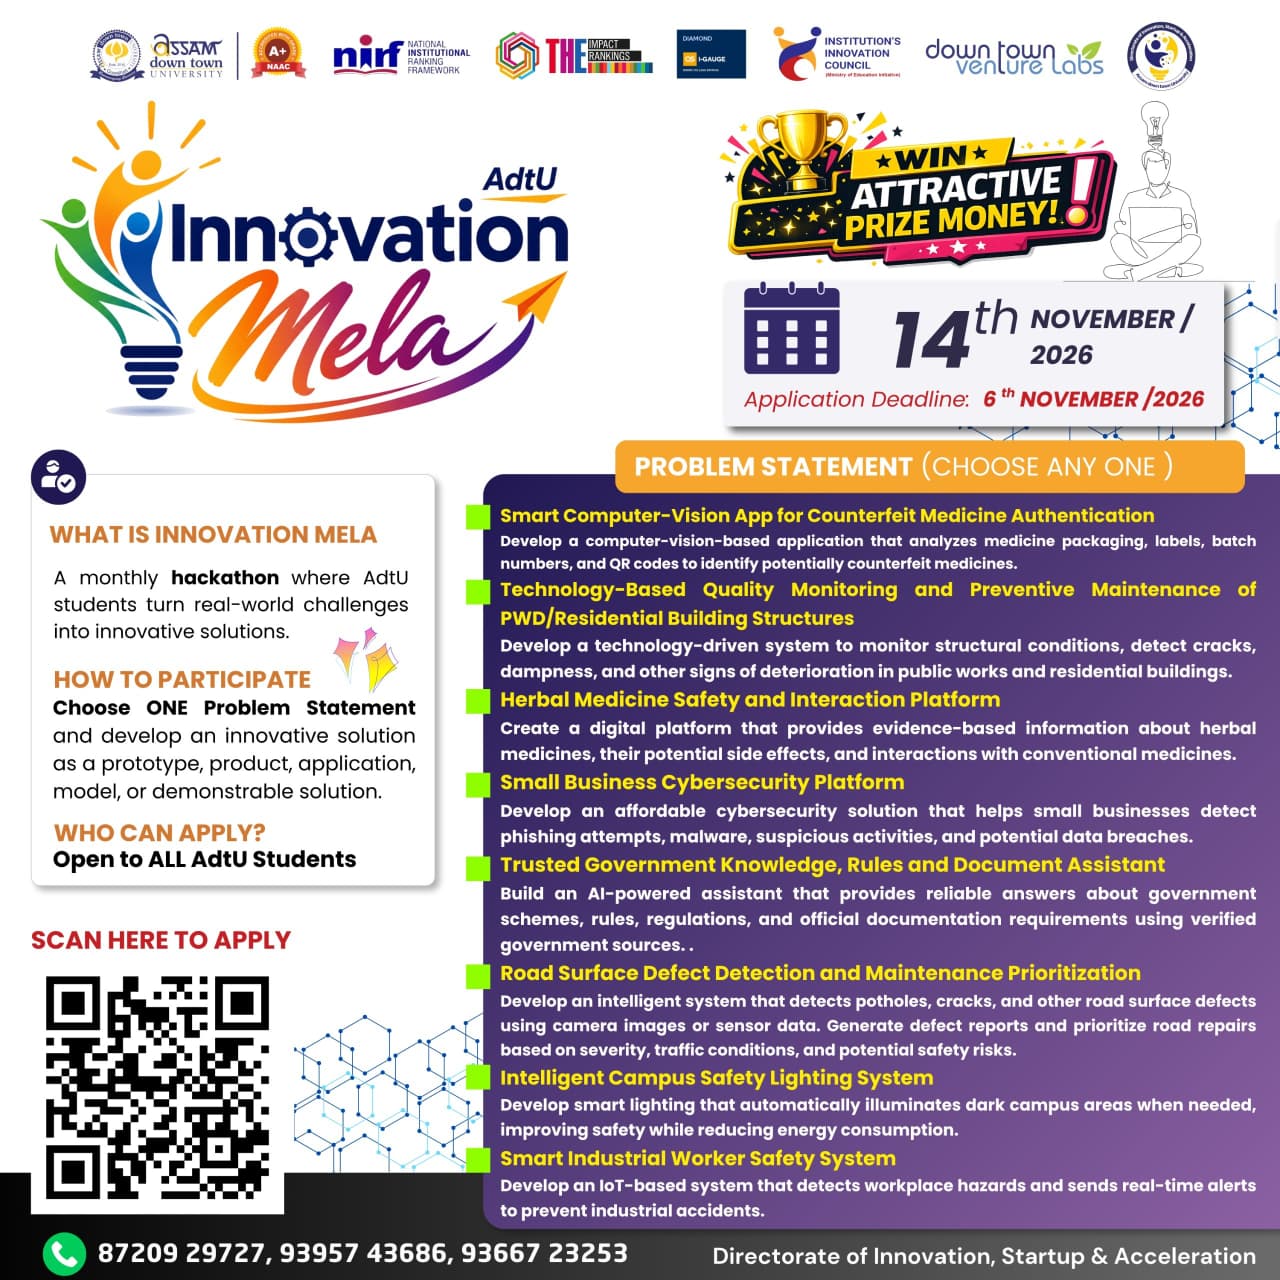 ASSAM
down town
UNIVERSITY
A+
NAAC
nirf
NATIONAL
INSTITUTIONAL
RANKING
FRAMEWORK
THE IMPACT
RANKINGS
DIAMOND
QS I-GAUGE
INSTITUTION'S
INNOVATION
COUNCIL
(Ministry of Education Initiative)
down town
venture labs
AdtU
Innovation
Mela
WIN
ATTRACTIVE
PRIZE MONEY!
14th NOVEMBER /
2026
Application Deadline: 6 th NOVEMBER /2026
WHAT IS INNOVATION MELA
A monthly hackathon where AdtU
students turn real-world challenges
into innovative solutions.
HOW TO PARTICIPATE
Choose ONE Problem Statement
and develop an innovative solution
as a prototype, product, application,
model, or demonstrable solution.
WHO CAN APPLY?
Open to ALL AdtU Students
SCAN HERE TO APPLY
PROBLEM STATEMENT (CHOOSE ANY ONE )
Smart Computer-Vision App for Counterfeit Medicine Authentication
Develop a computer-vision-based application that analyzes medicine packaging, labels, batch
numbers, and QR codes to identify potentially counterfeit medicines.
Technology-Based Quality Monitoring and Preventive Maintenance of
PWD/Residential Building Structures
Develop a technology-driven system to monitor structural conditions, detect cracks,
dampness, and other signs of deterioration in public works and residential buildings.
Herbal Medicine Safety and Interaction Platform
Create a digital platform that provides evidence-based information about herbal
medicines, their potential side effects, and interactions with conventional medicines.
Small Business Cybersecurity Platform
Develop an affordable cybersecurity solution that helps small businesses detect
phishing attempts, malware, suspicious activities, and potential data breaches.
Trusted Government Knowledge, Rules and Document Assistant
Build an AI-powered assistant that provides reliable answers about government
schemes, rules, regulations, and official documentation requirements using verified
government sources. .
Road Surface Defect Detection and Maintenance Prioritization
Develop an intelligent system that detects potholes, cracks, and other road surface defects
using camera images or sensor data. Generate defect reports and prioritize road repairs
based on severity, traffic conditions, and potential safety risks.
Intelligent Campus Safety Lighting System
Develop smart lighting that automatically illuminates dark campus areas when needed,
improving safety while reducing energy consumption.
Smart Industrial Worker Safety System
Develop an IoT-based system that detects workplace hazards and sends real-time alerts
to prevent industrial accidents.
87209 29727, 93957 43686, 93667 23253
Directorate of Innovation, Startup & Acceleration